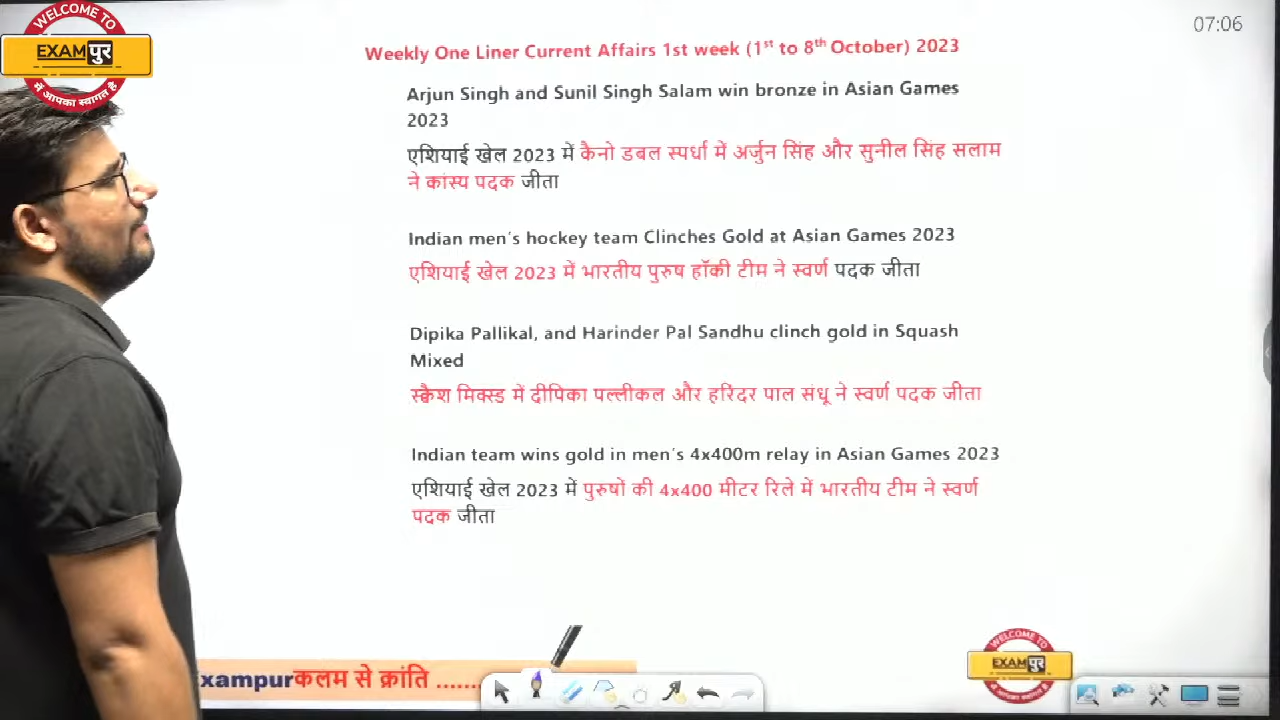 WELCOME TO
EXAMपुर
में आपका स्वागत है
07:06
Weekly One Liner Current Affairs 1st week (1st to 8th October) 2023
Arjun Singh and Sunil Singh Salam win bronze in Asian Games
2023
एशियाई खेल 2023 में कैनो डबल स्पर्धा में अर्जुन सिंह और सुनील सिंह सलाम
ने कांस्य पदक जीता
Indian men's hockey team Clinches Gold at Asian Games 2023
एशियाई खेल 2023 में भारतीय पुरुष हॉकी टीम ने स्वर्ण पदक जीता
Dipika Pallikal, and Harinder Pal Sandhu clinch gold in Squash
Mixed
स्क्वैश मिक्स्ड में दीपिका पल्लीकल और हरिंदर पाल संधू ने स्वर्ण पदक जीता
Indian team wins gold in men's 4x400m relay in Asian Games 2023
एशियाई खेल 2023 में पुरुषों की 4x400 मीटर रिले में भारतीय टीम ने स्वर्ण
पदक जीता
xampurकलम से क्रांति ......
WELCOME TO
EXAMपुर
में आपका स्वागत है